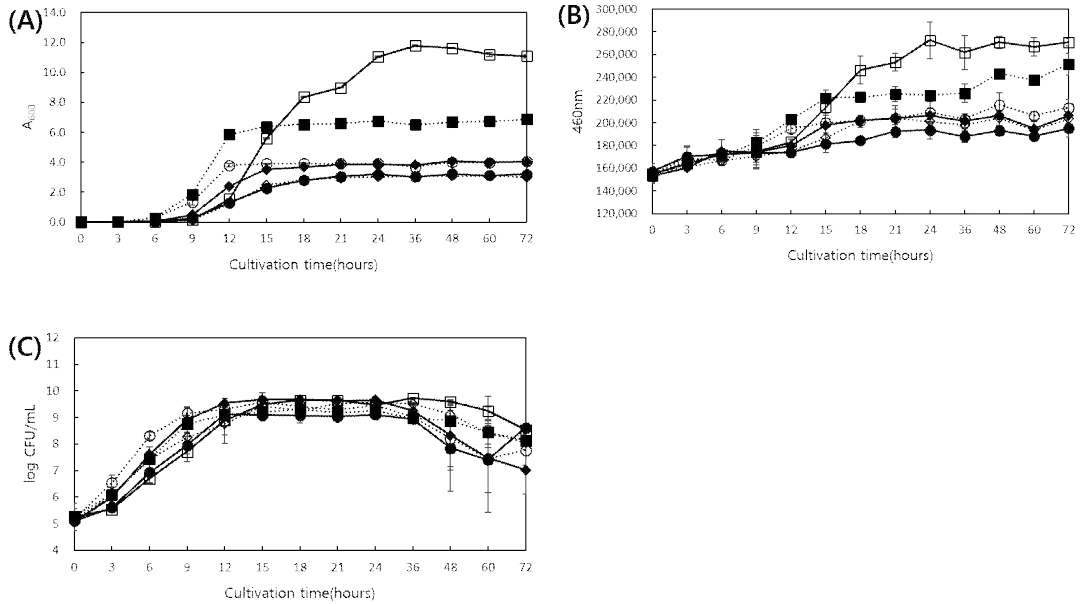 (A)
14.0
12.0
10.0
8.0
6.0
4.0
2.0
0.0
A600
0 3 6 9 12 15 18 21 24 36 48 60 72
Cultivation time(hours)
(B)
300,000
280,000
260,000
240,000
220,000
200,000
180,000
160,000
140,000
120,000
460nm
0 3 6 9 12 15 18 21 24 36 48 60 72
Cultivation time(hours)
(C)
12
11
10
9
8
7
6
5
4
log CFU/mL
0 3 6 9 12 15 18 21 24 36 48 60 72
Cultivation time(hours)